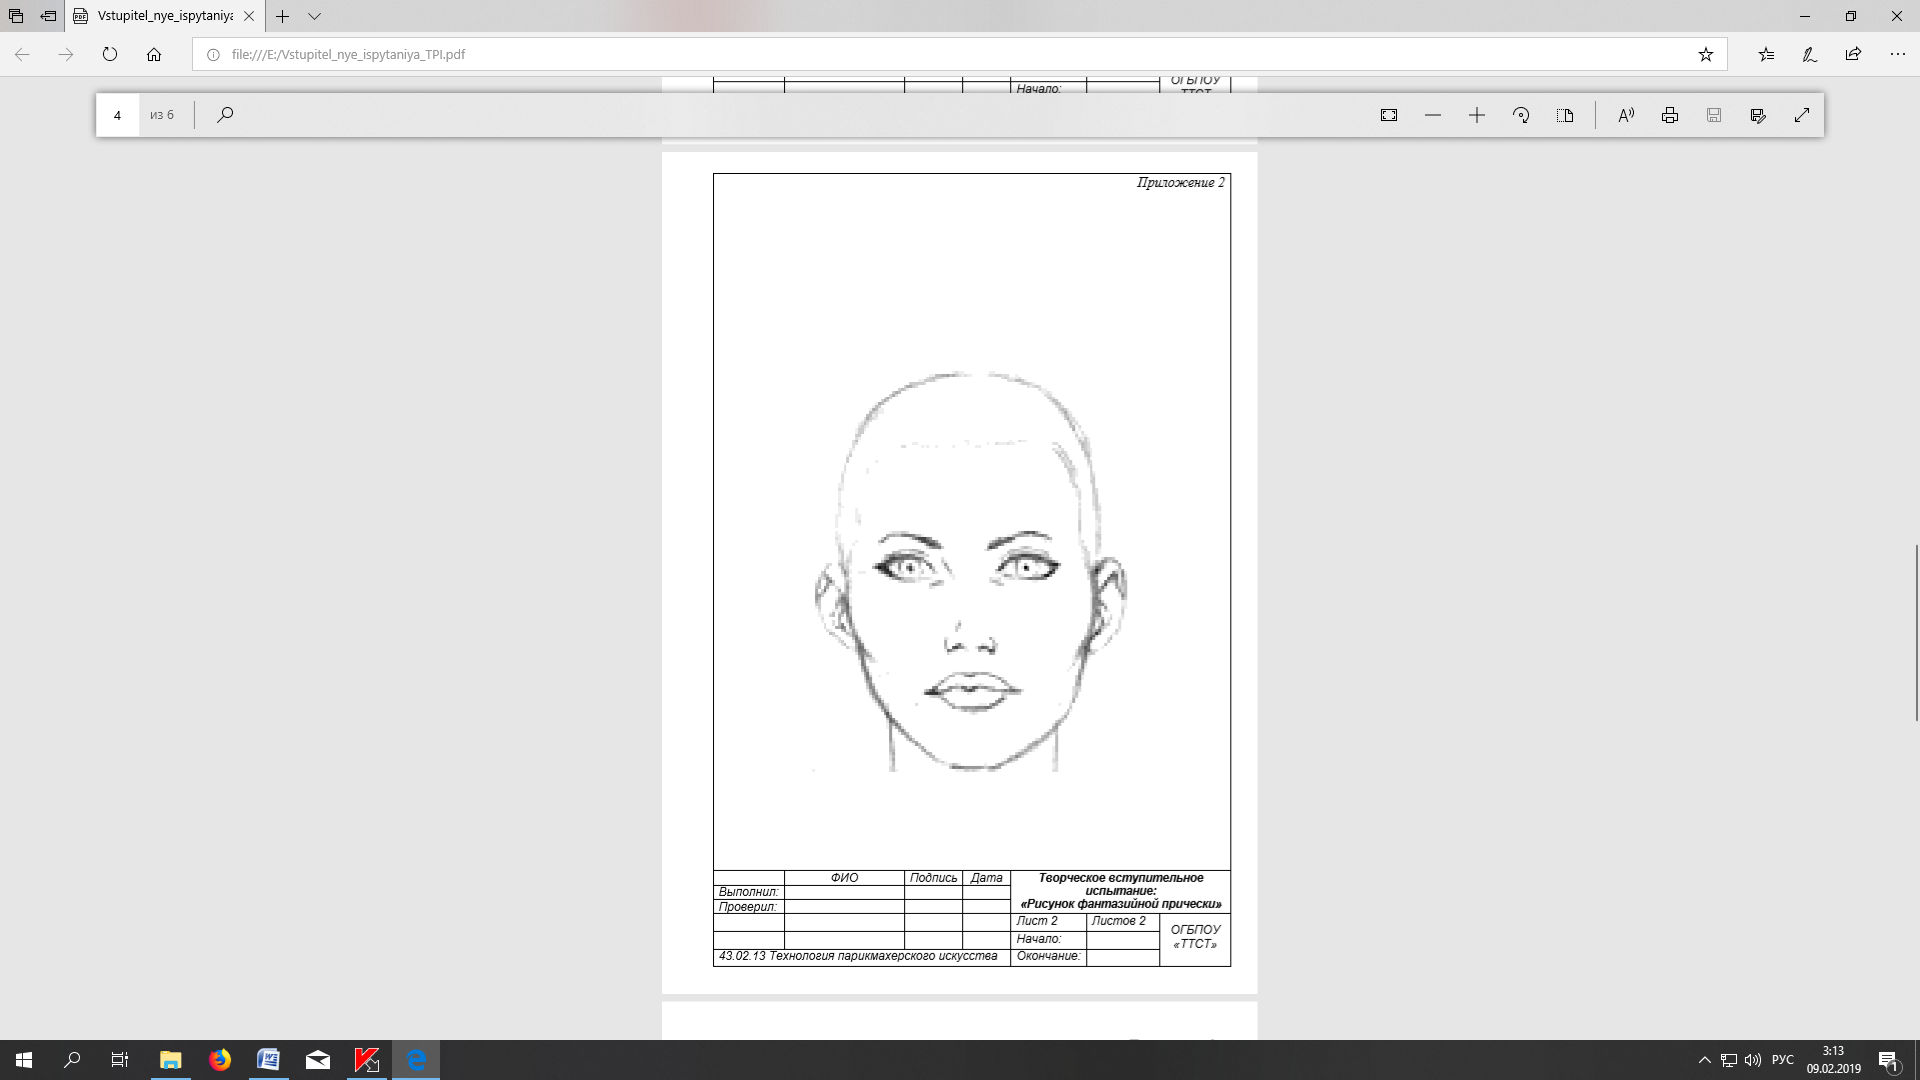 Vstupitel_nye_ispytaniya
file:///E:/Vstupitel_nye_ispytaniya_TPI.pdf
Начало:
ОГБПОУ
4 из 6
Приложение 2
ФИО Подпись Дата
Творческое вступительное
испытание:
«Рисунок фантазийной прически»
Выполнил:
Проверил:
Лист 2 Листов 2
Начало:
ОГБПОУ
«ТТСТ»
43.02.13 Технология парикмахерского искусства Окончание:
РУС
3:13
09.02.2019
1